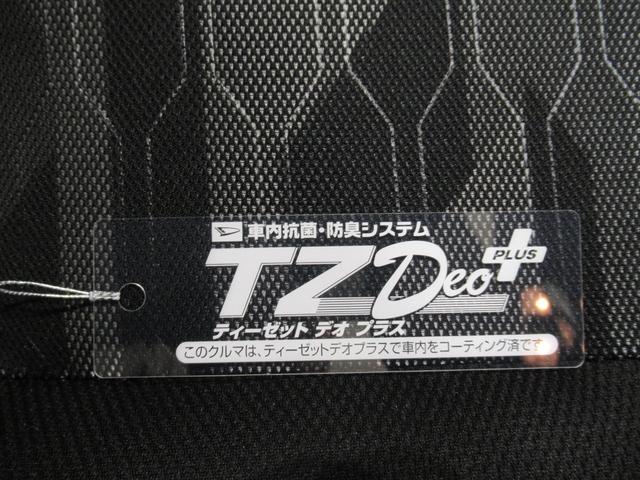 車内抗菌・防臭システム
TZ Deo PLUS
ティーゼット デオ プラス
このクルマは、ティーゼットデオプラスで車内をコーティング済です